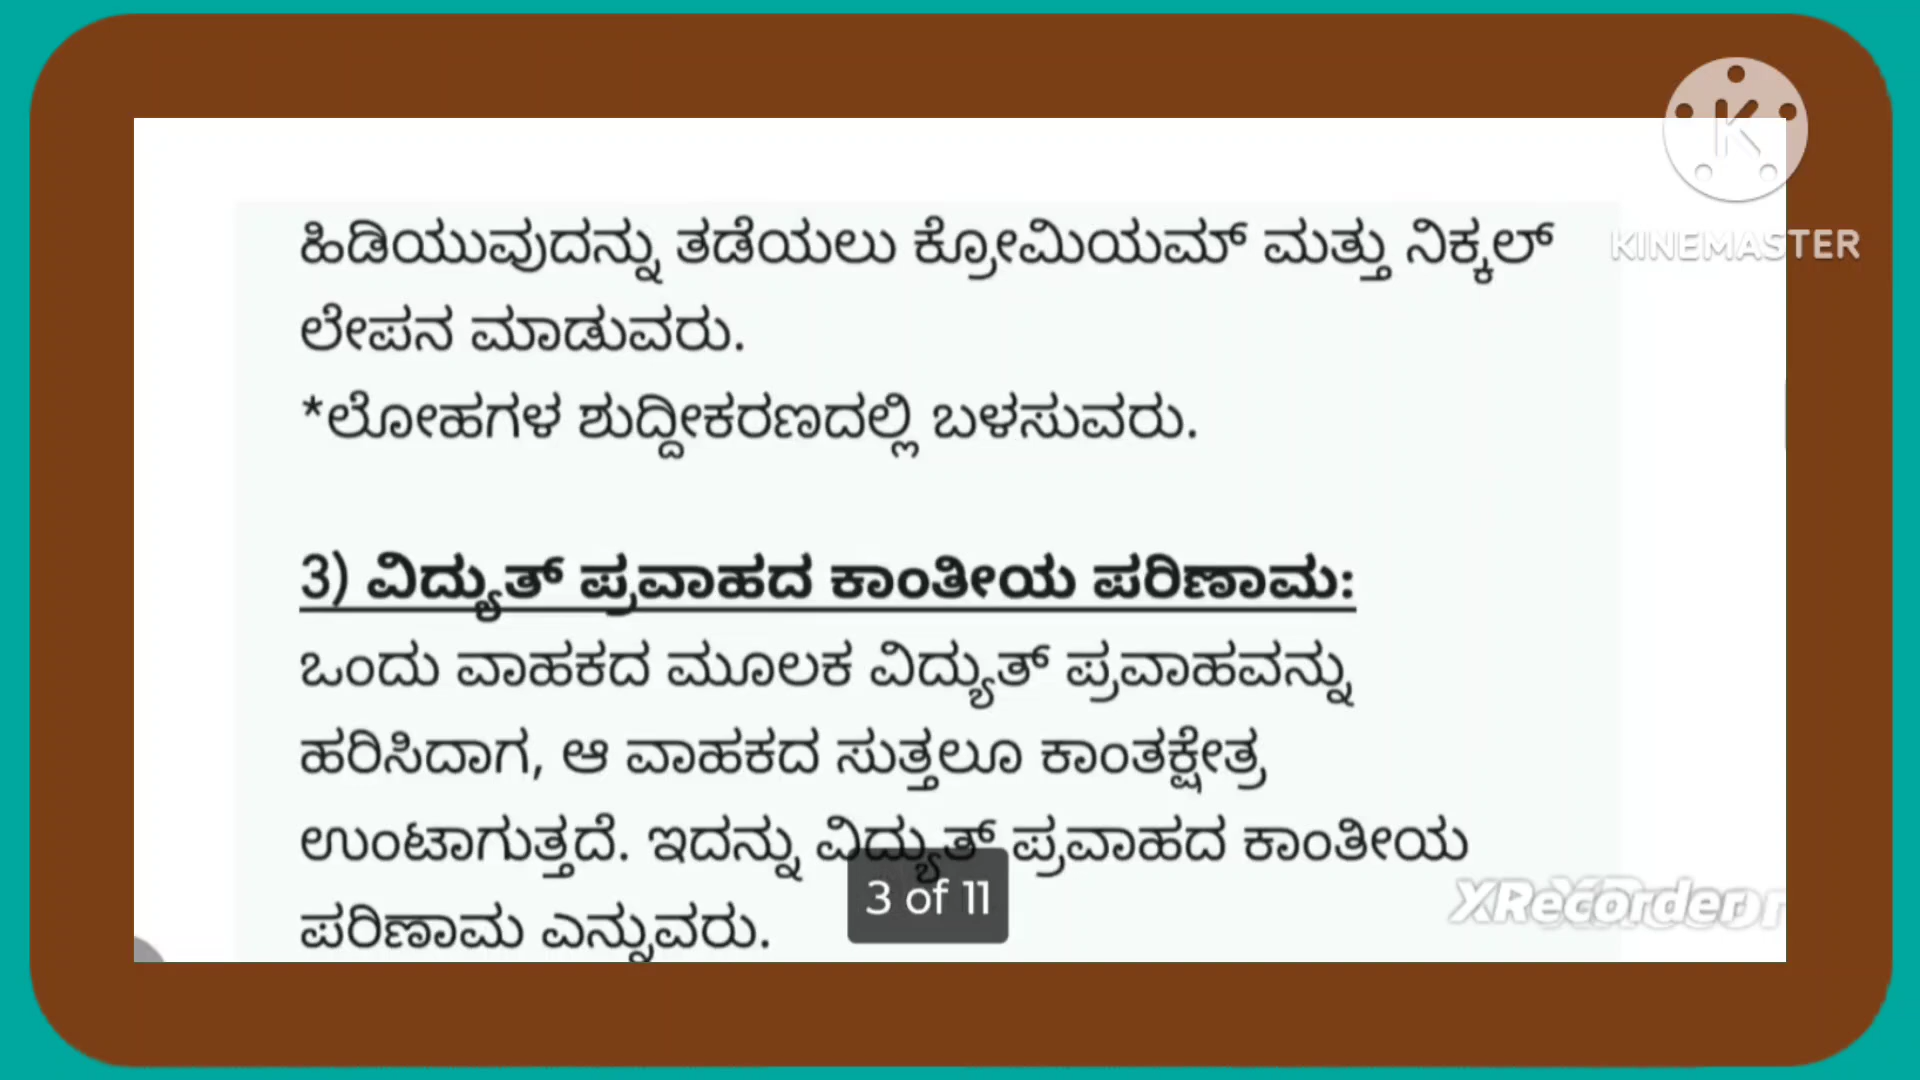 ಹಿಡಿಯುವುದನ್ನು ತಡೆಯಲು ಕ್ರೋಮಿಯಮ್ ಮತ್ತು ನಿಕ್ಕಲ್
ಲೇಪನ ಮಾಡುವರು.
*ಲೋಹಗಳ ಶುದ್ದೀಕರಣದಲ್ಲಿ ಬಳಸುವರು.
3) ವಿದ್ಯುತ್ ಪ್ರವಾಹದ ಕಾಂತೀಯ ಪರಿಣಾಮ:
ಒಂದು ವಾಹಕದ ಮೂಲಕ ವಿದ್ಯುತ್ ಪ್ರವಾಹವನ್ನು
ಹರಿಸಿದಾಗ, ಆ ವಾಹಕದ ಸುತ್ತಲೂ ಕಾಂತಕ್ಷೇತ್ರ
ಉಂಟಾಗುತ್ತದೆ. ಇದನ್ನು ವಿದ್ಯುತ್ ಪ್ರವಾಹದ ಕಾಂತೀಯ
ಪರಿಣಾಮ ಎನ್ನುವರು.
3 of 11
K
KINEMASTER
XRecorder